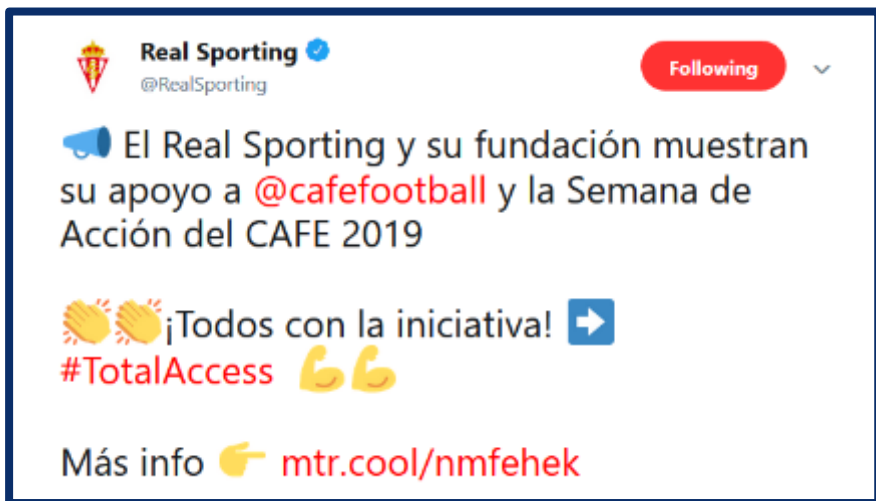 Real Sporting
@RealSporting
Following
📣 El Real Sporting y su fundación muestran
su apoyo a @cafefootball y la Semana de
Acción del CAFE 2019
👏👏¡Todos con la iniciativa! ➡️
#TotalAccess 💪💪
Más info 👉 mtr.cool/nmfehek